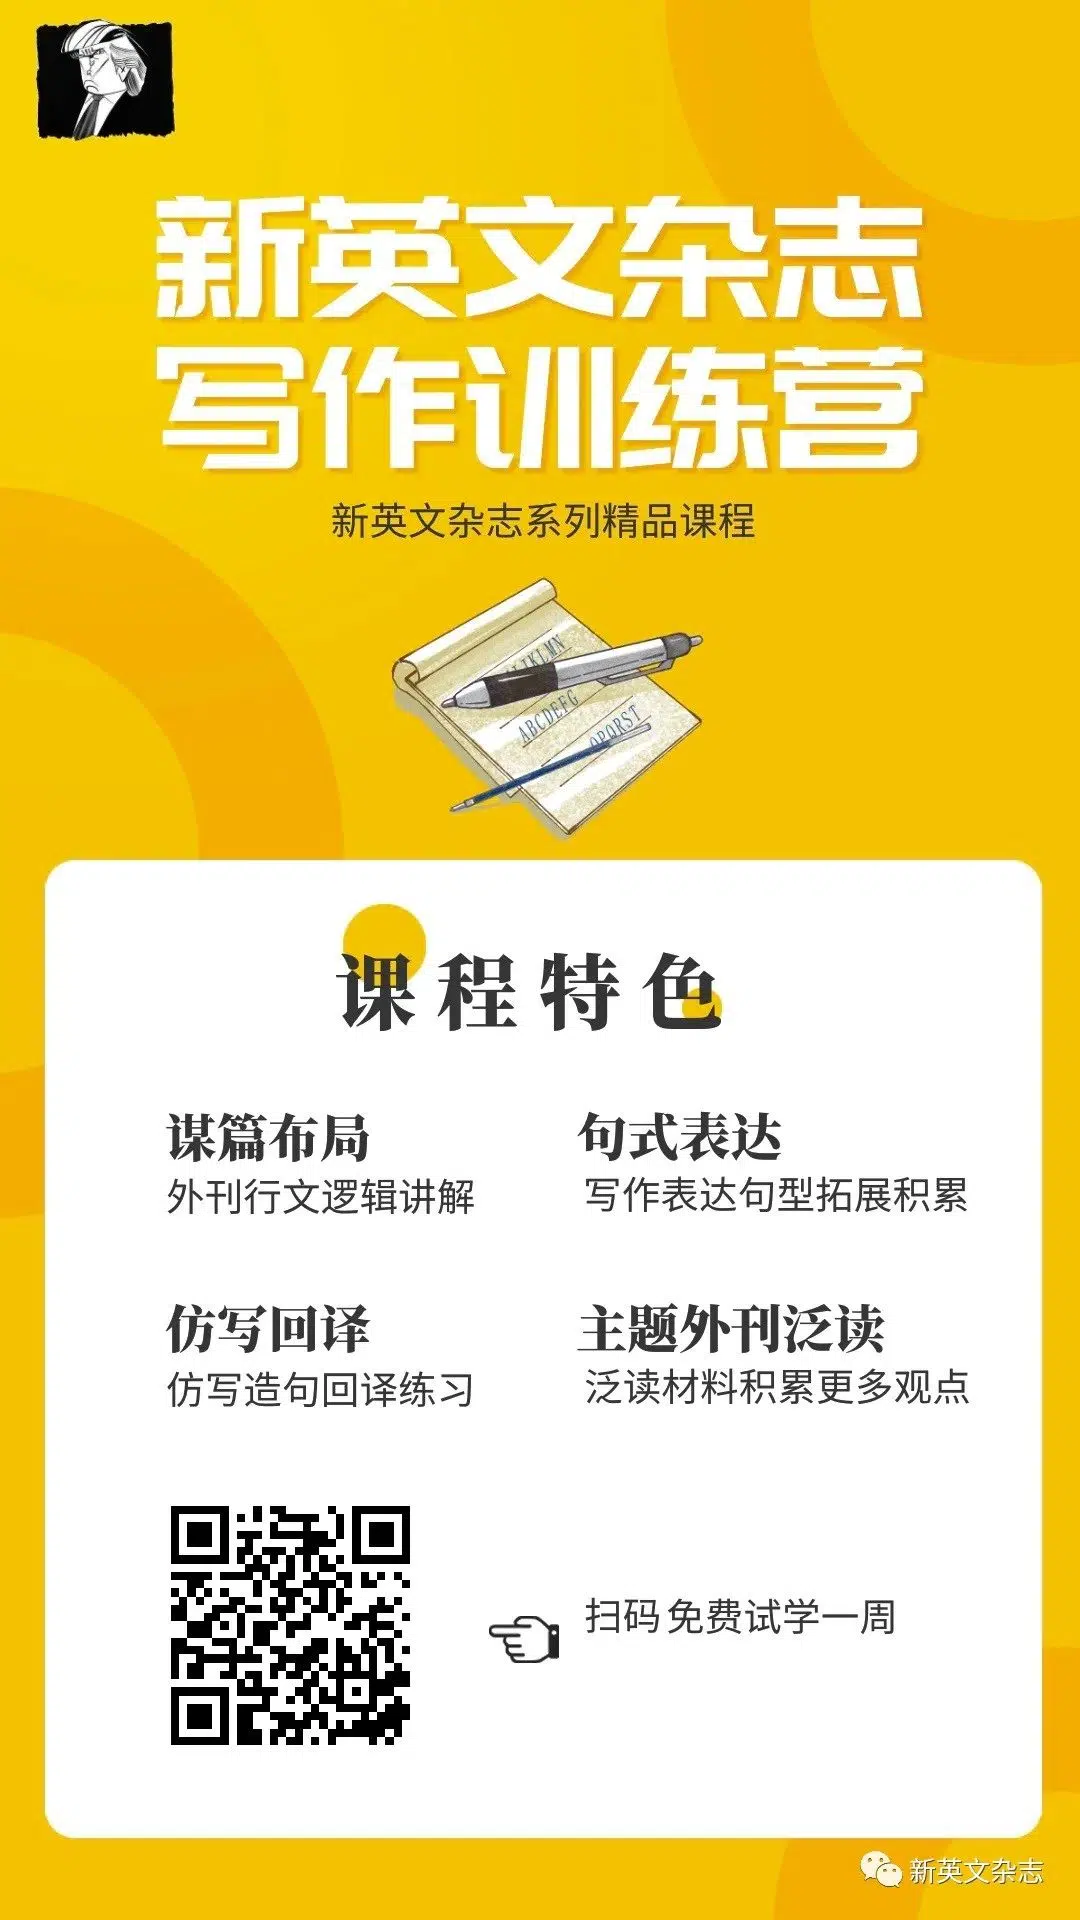 新英文杂志
写作训练营
新英文杂志系列精品课程
ABCDEFG
OPQRST
课程特色
谋篇布局
外刊行文逻辑讲解
句式表达
写作表达句型拓展积累
仿写回译
仿写造句回译练习
主题外刊泛读
泛读材料积累更多观点
扫码免费试学一周
新英文杂志